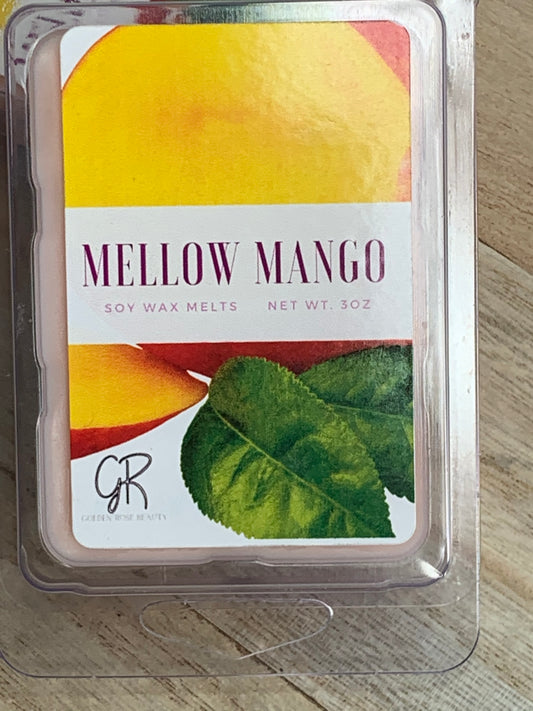 MELLOW MANGO
SOY WAX MELTS NET WT. 3OZ
GR
GOLDEN ROSE BEAUTY